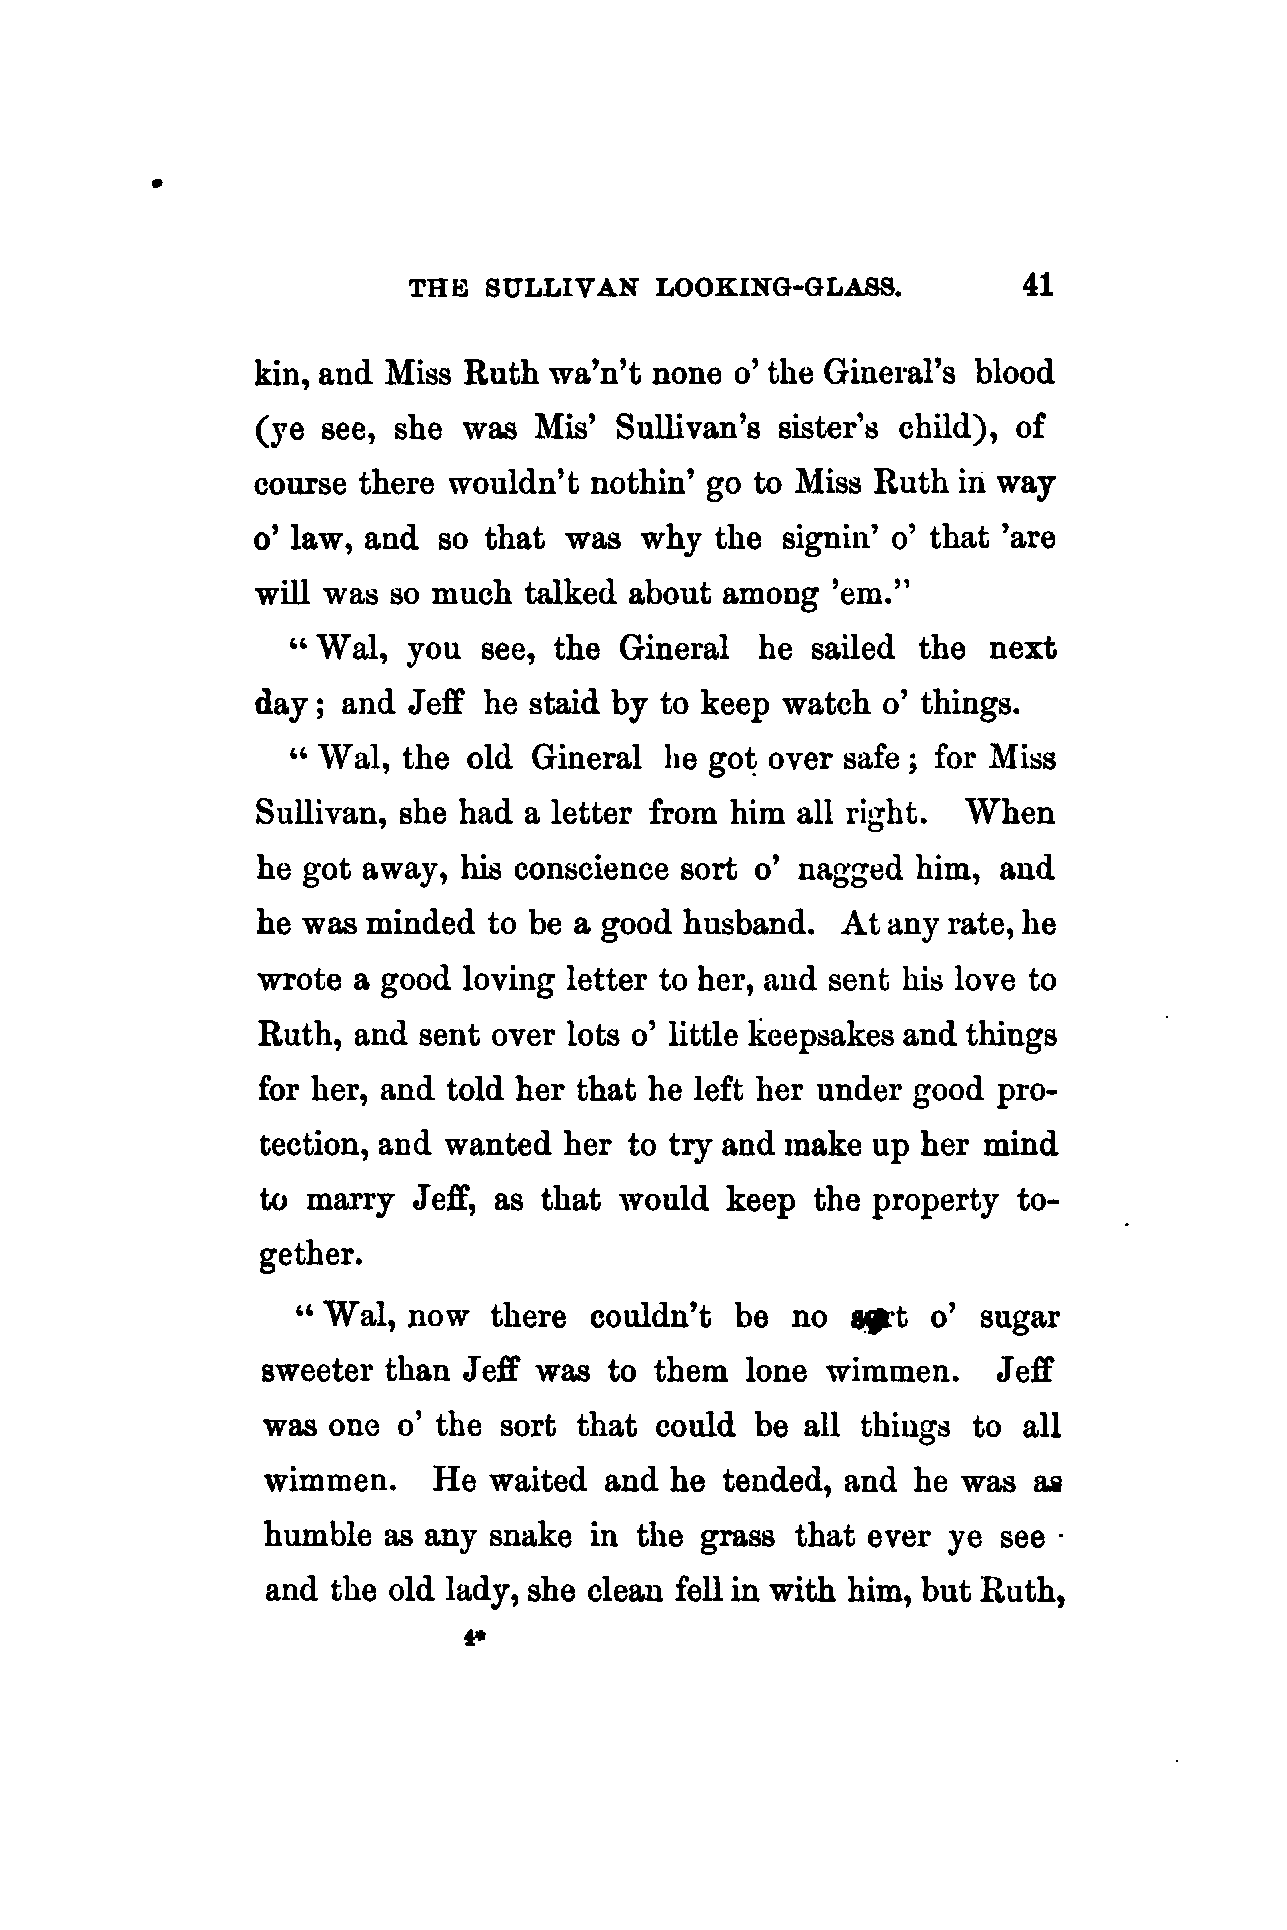 THE SULLIVAN LOOKING-GLASS. 41
kin, and Miss Ruth wa'n't none o' the Gineral's blood
(ye see, she was Mis' Sullivan's sister's child), of
course there wouldn't nothin' go to Miss Ruth in way
o' law, and so that was why the signin' o' that 'are
will was so much talked about among 'em."
"Wal, you see, the Gineral he sailed the next
day; and Jeff he staid by to keep watch o' things.
"Wal, the old Gineral he got over safe; for Miss
Sullivan, she had a letter from him all right. When
he got away, his conscience sort o' nagged him, and
he was minded to be a good husband. At any rate, he
wrote a good loving letter to her, and sent his love to
Ruth, and sent over lots o' little keepsakes and things
for her, and told her that he left her under good pro-
tection, and wanted her to try and make up her mind
to marry Jeff, as that would keep the property to-
gether.
"Wal, now there couldn't be no sort o' sugar
sweeter than Jeff was to them lone wimmen. Jeff
was one o' the sort that could be all things to all
wimmen. He waited and he tended, and he was as
humble as any snake in the grass that ever ye see
and the old lady, she clean fell in with him, but Ruth,
4*